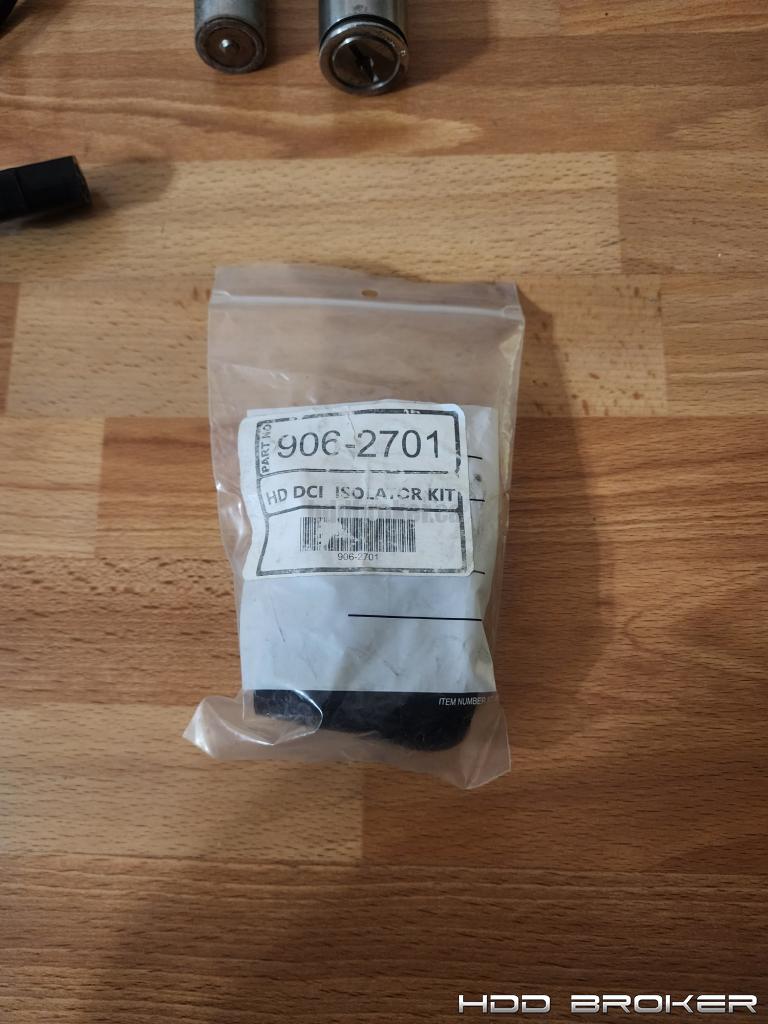 PART NO.
906-2701
HD DCI ISOLATOR KIT
906-2701
ITEM NUMBER
HDD BROKER